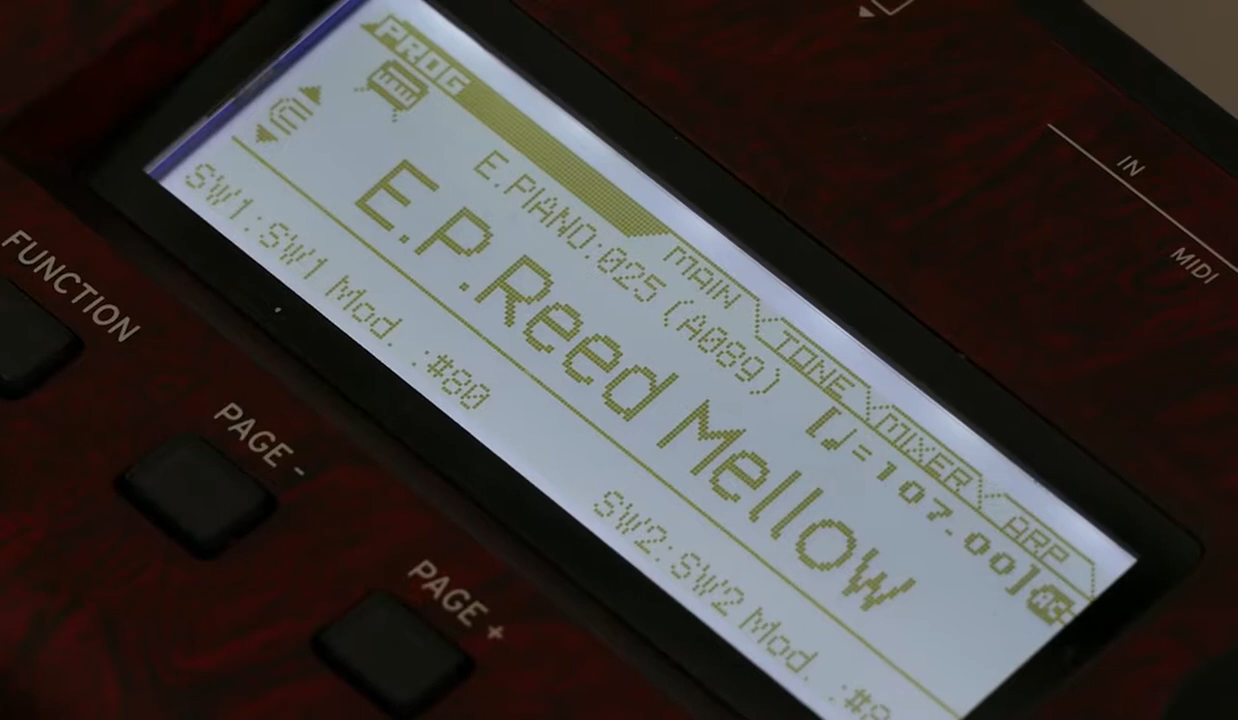 PROG MAIN TONE MIXER ARP
E.PIANO:025 (A089) [♩=107.00]
E.P.Reed Mellow
SW1:SW1 Mod. :#80
SW2:SW2 Mod. :#8
FUNCTION
PAGE -
PAGE +
IN
MIDI